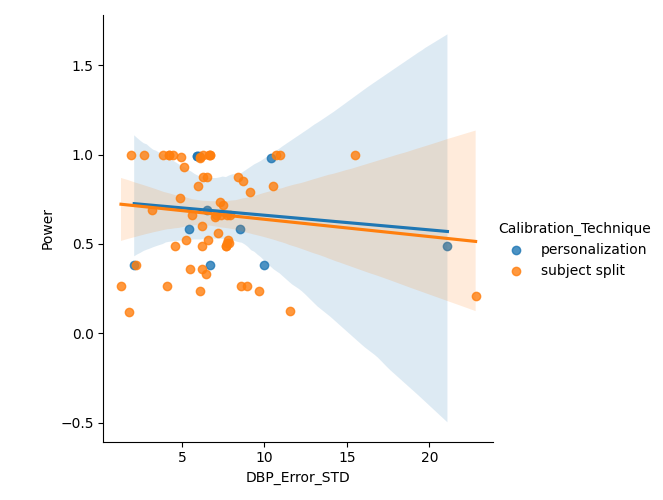 1.5
1.0
0.5
0.0
−0.5
Power
5
10
15
20
DBP_Error_STD
Calibration_Technique
personalization
subject split